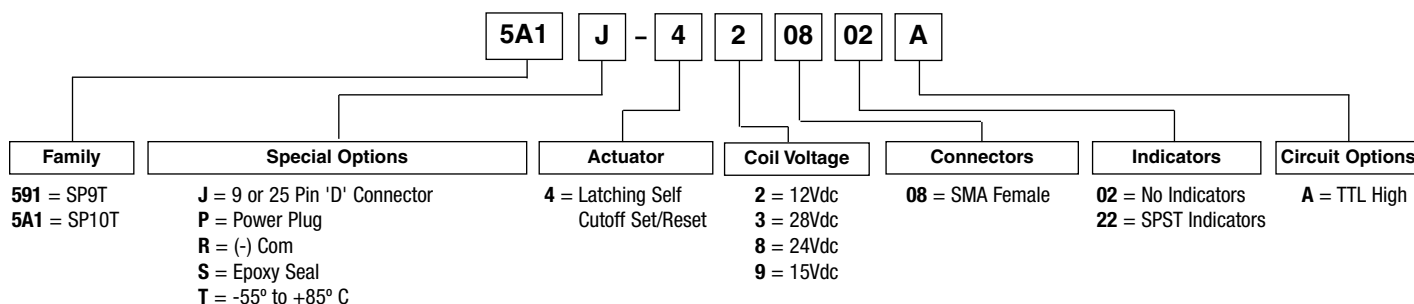 5A1 J – 4 2 08 02 A
Family
591 = SP9T
5A1 = SP10T
Special Options
J = 9 or 25 Pin 'D' Connector
P = Power Plug
R = (-) Com
S = Epoxy Seal
T = -55º to +85º C
Actuator
4 = Latching Self
Cutoff Set/Reset
Coil Voltage
2 = 12Vdc
3 = 28Vdc
8 = 24Vdc
9 = 15Vdc
Connectors
08 = SMA Female
Indicators
02 = No Indicators
22 = SPST Indicators
Circuit Options
A = TTL High